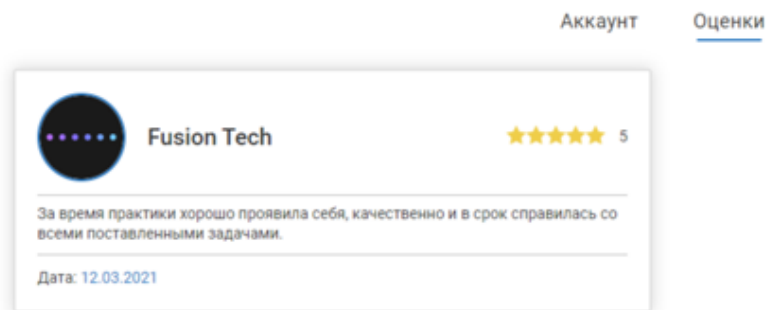 Аккаунт Оценки
Fusion Tech 5
За время практики хорошо проявила себя, качественно и в срок справилась со
всеми поставленными задачами.
Дата: 12.03.2021